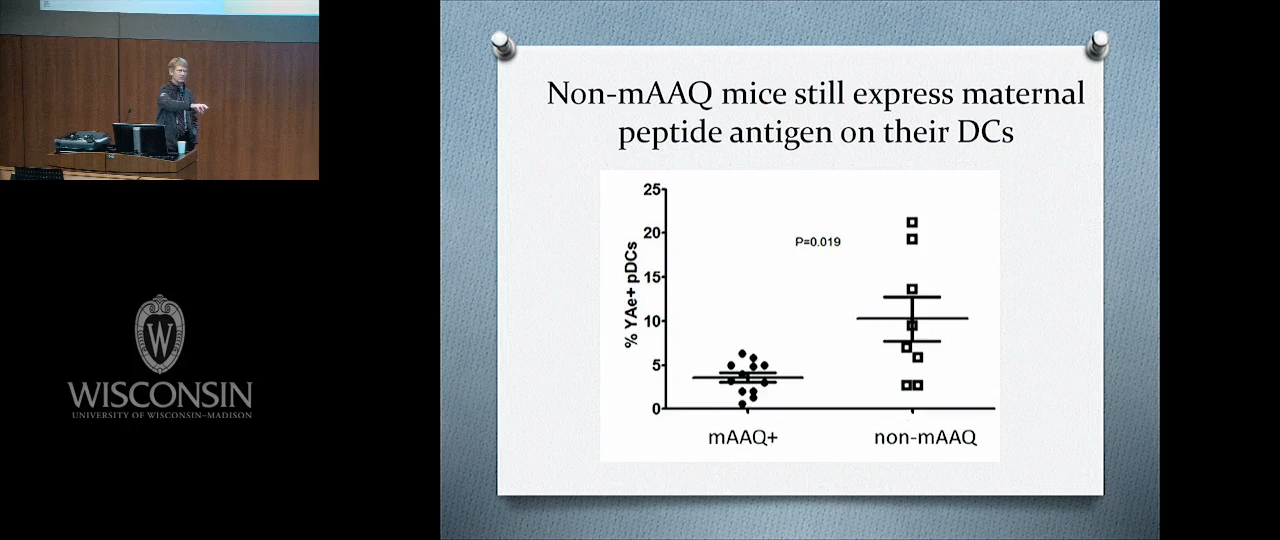 Non-mAAQ mice still express maternal
peptide antigen on their DCs
25
20
15
10
5
0
% YAe+ pDCs
P=0.019
mAAQ+
non-mAAQ
W
WISCONSIN
UNIVERSITY OF WISCONSIN–MADISON